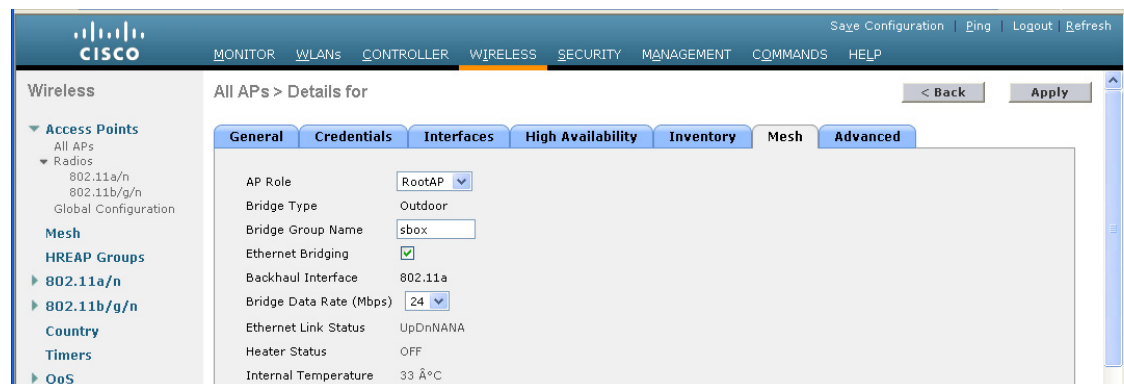 Save Configuration | Ping | Logout | Refresh
CISCO
MONITOR WLANs CONTROLLER WIRELESS SECURITY MANAGEMENT COMMANDS HELP
Wireless
Access Points
All APs
Radios
802.11a/n
802.11b/g/n
Global Configuration
Mesh
HREAP Groups
802.11a/n
802.11b/g/n
Country
Timers
QoS
All APs > Details for
< Back Apply
General Credentials Interfaces High Availability Inventory Mesh Advanced
AP Role RootAP
Bridge Type Outdoor
Bridge Group Name sbox
Ethernet Bridging
Backhaul Interface 802.11a
Bridge Data Rate (Mbps) 24
Ethernet Link Status UpDnNANA
Heater Status OFF
Internal Temperature 33 Â°C